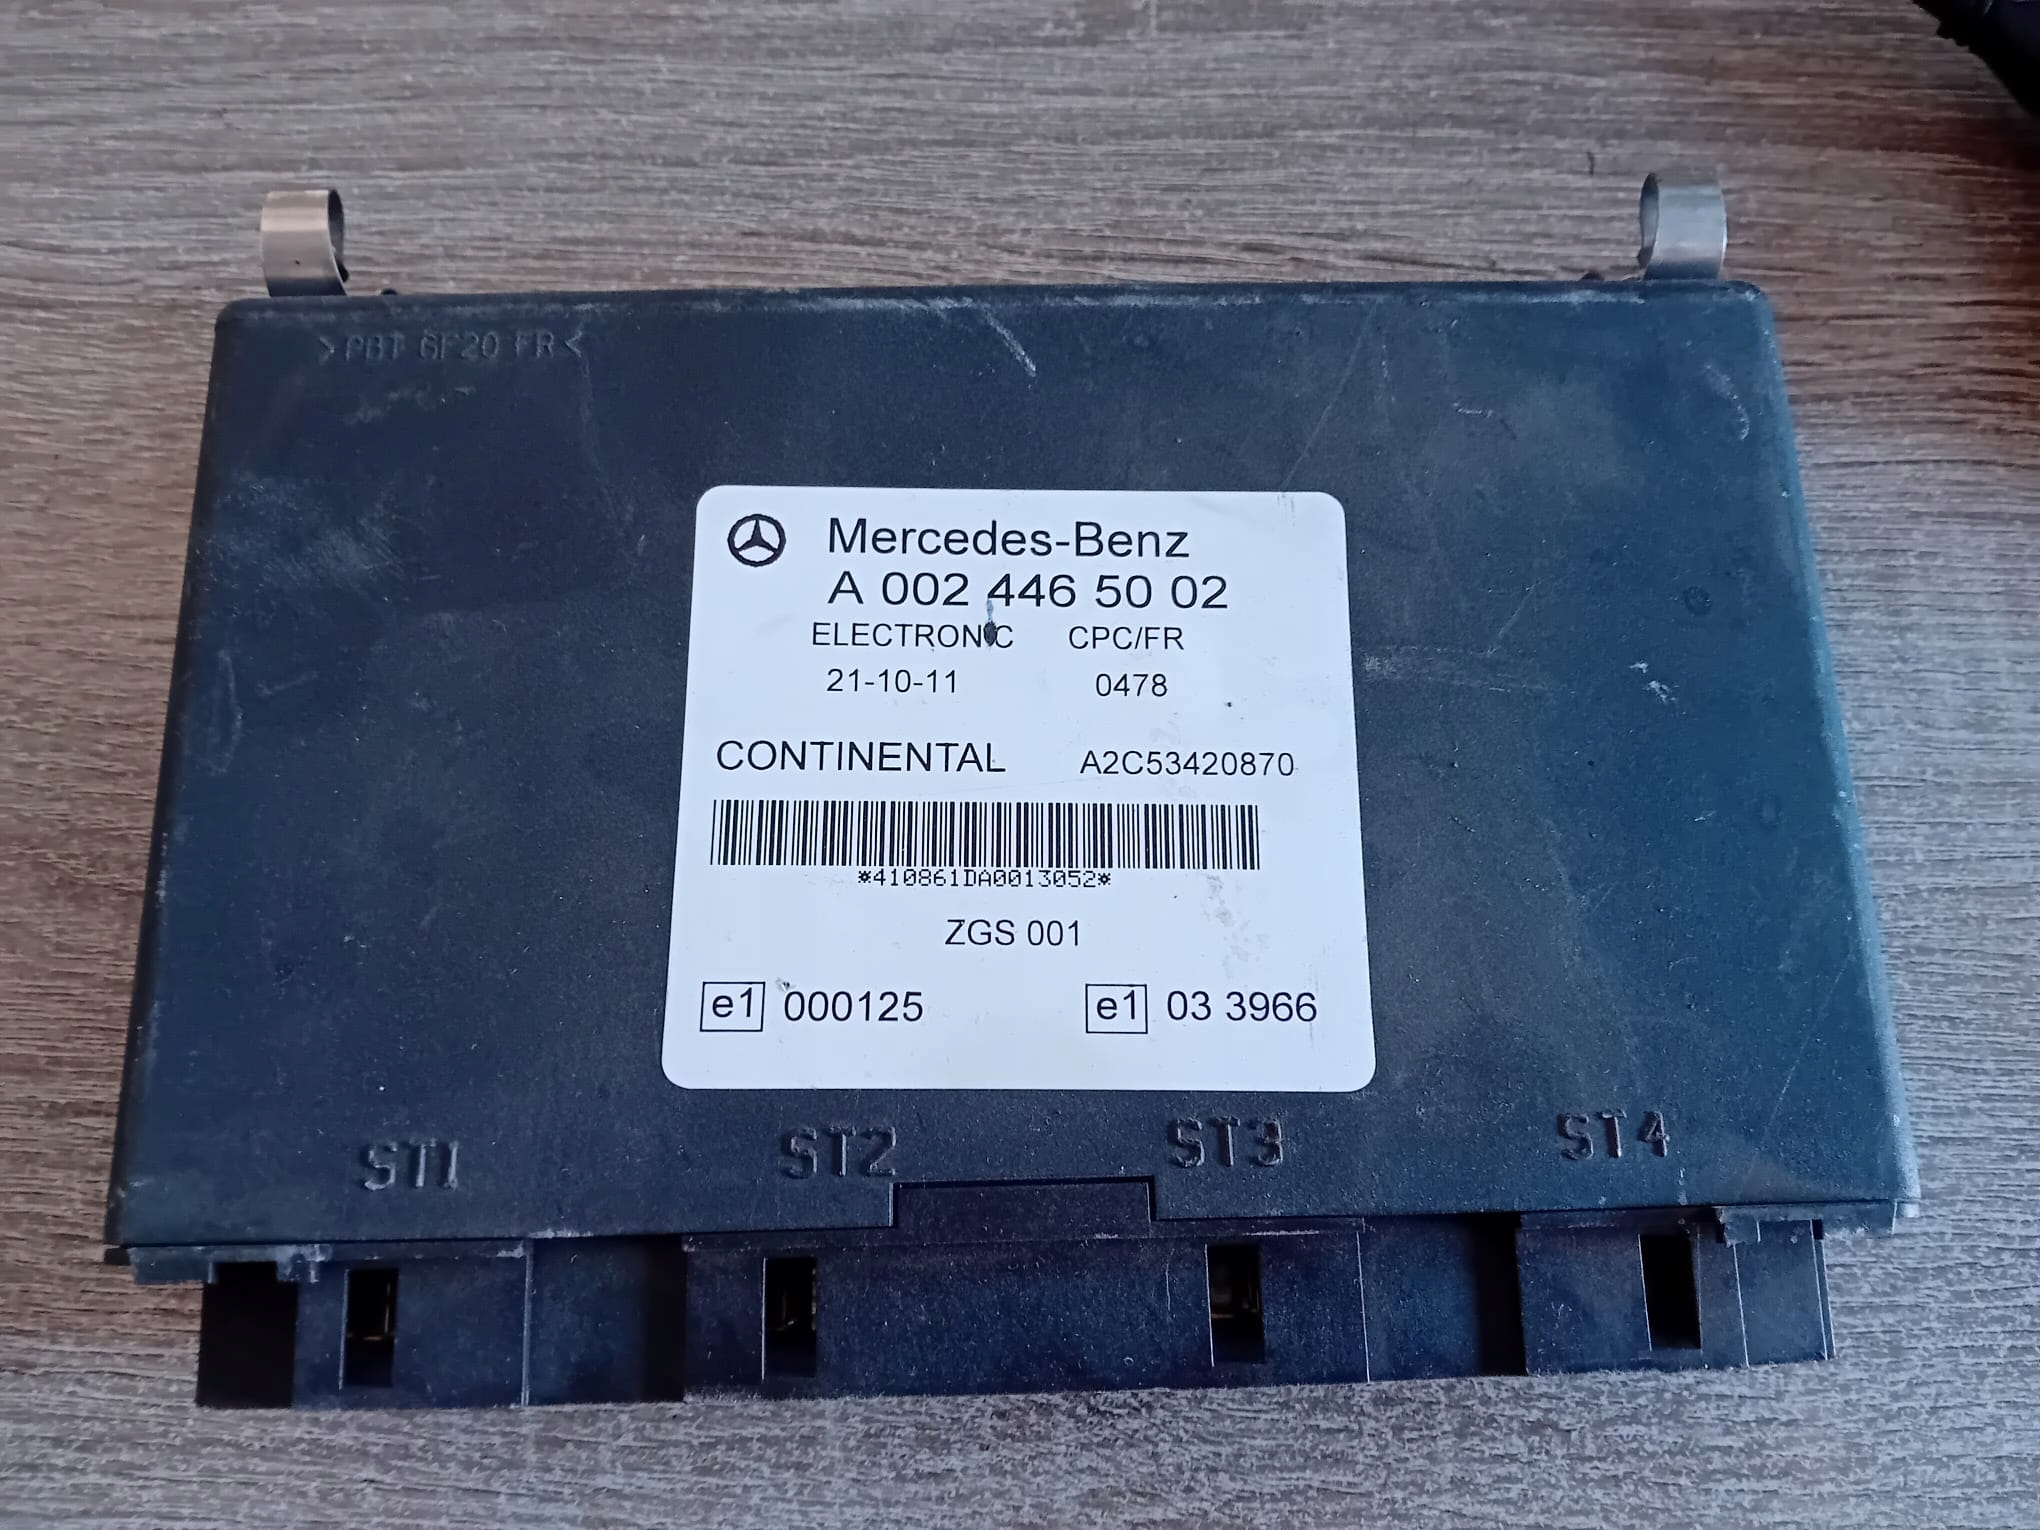 >PBT GF20 FR<
Mercedes-Benz
A 002 446 50 02
ELECTRONIC CPC/FR
21-10-11 0478
CONTINENTAL A2C53420870
*410861DA0013052*
ZGS 001
e1 000125 e1 03 3966
ST1 ST2 ST3 ST4